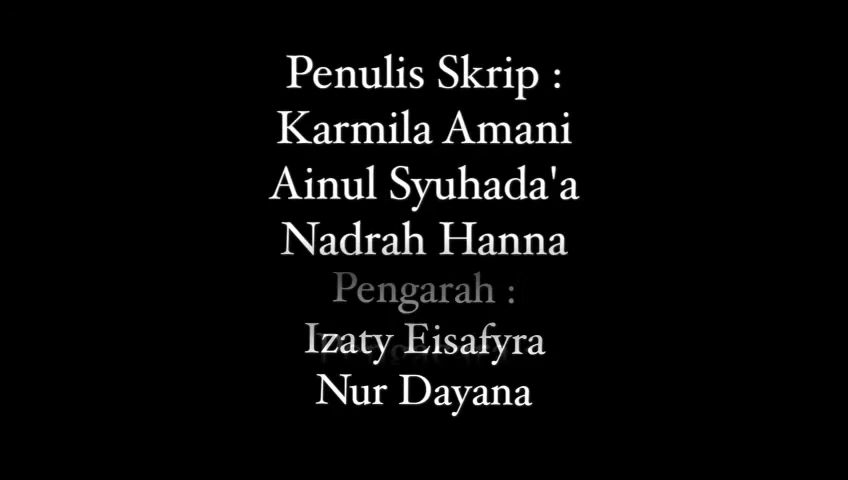 Penulis Skrip :
Karmila Amani
Ainul Syuhada'a
Nadrah Hanna
Pengarah :
Izaty Eisafyra
Nur Dayana